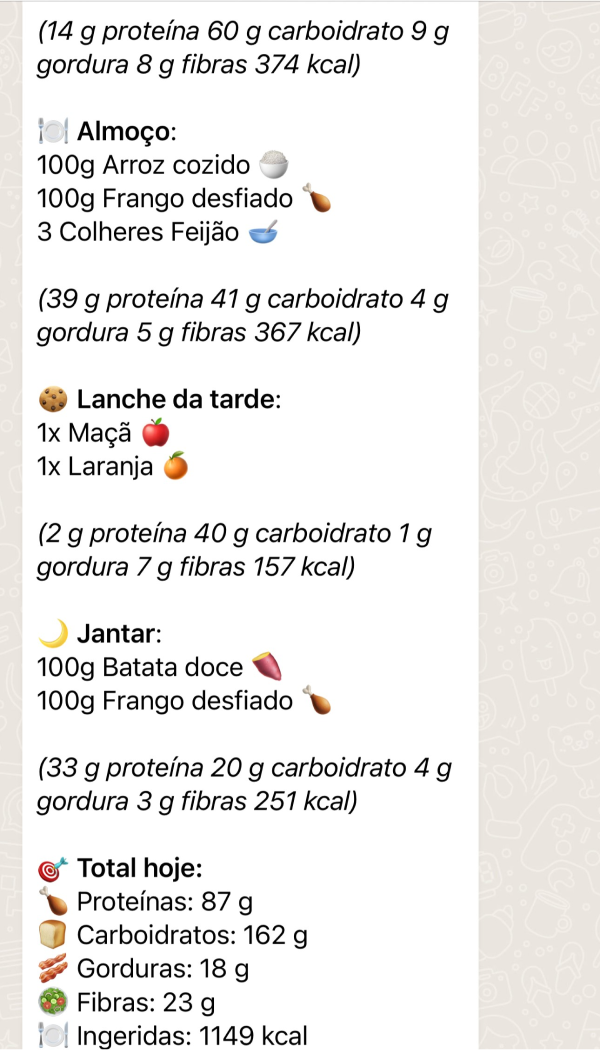 (14 g proteína 60 g carboidrato 9 g
gordura 8 g fibras 374 kcal)
🍽️ Almoço:
100g Arroz cozido 🍚
100g Frango desfiado 🍗
3 Colheres Feijão 🥣
(39 g proteína 41 g carboidrato 4 g
gordura 5 g fibras 367 kcal)
🍪 Lanche da tarde:
1x Maçã 🍎
1x Laranja 🍊
(2 g proteína 40 g carboidrato 1 g
gordura 7 g fibras 157 kcal)
🌙 Jantar:
100g Batata doce 🍠
100g Frango desfiado 🍗
(33 g proteína 20 g carboidrato 4 g
gordura 3 g fibras 251 kcal)
🎯 Total hoje:
🍗 Proteínas: 87 g
🍞 Carboidratos: 162 g
🥓 Gorduras: 18 g
🥗 Fibras: 23 g
🍽️ Ingeridas: 1149 kcal